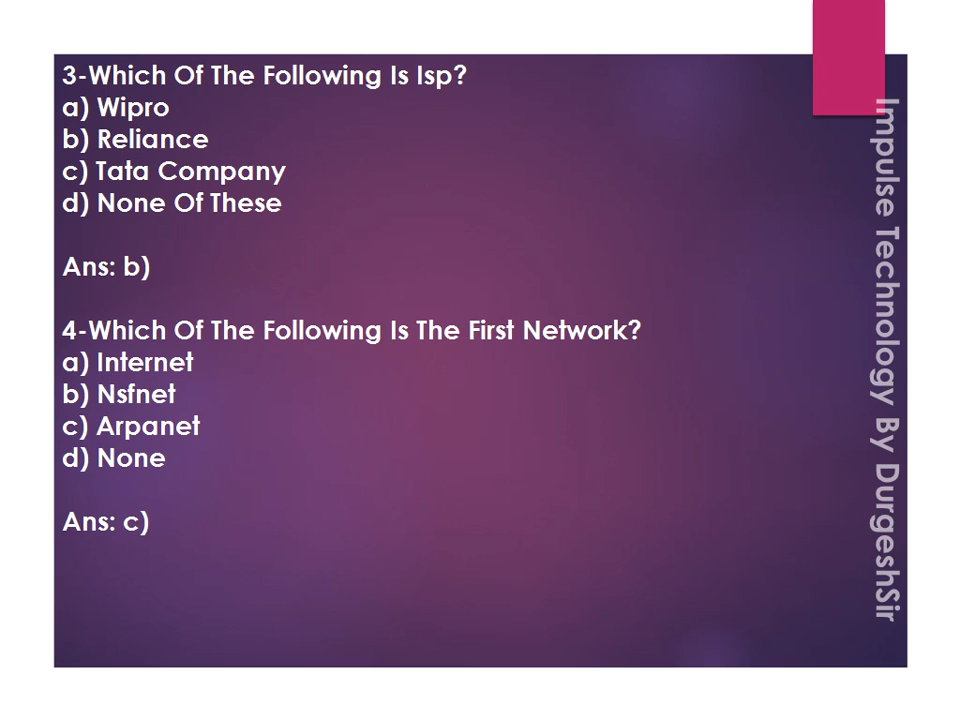 3-Which Of The Following Is Isp?
a) Wipro
b) Reliance
c) Tata Company
d) None Of These
Ans: b)
4-Which Of The Following Is The First Network?
a) Internet
b) Nsfnet
c) Arpanet
d) None
Ans: c)
Impulse Technology By DurgeshSir